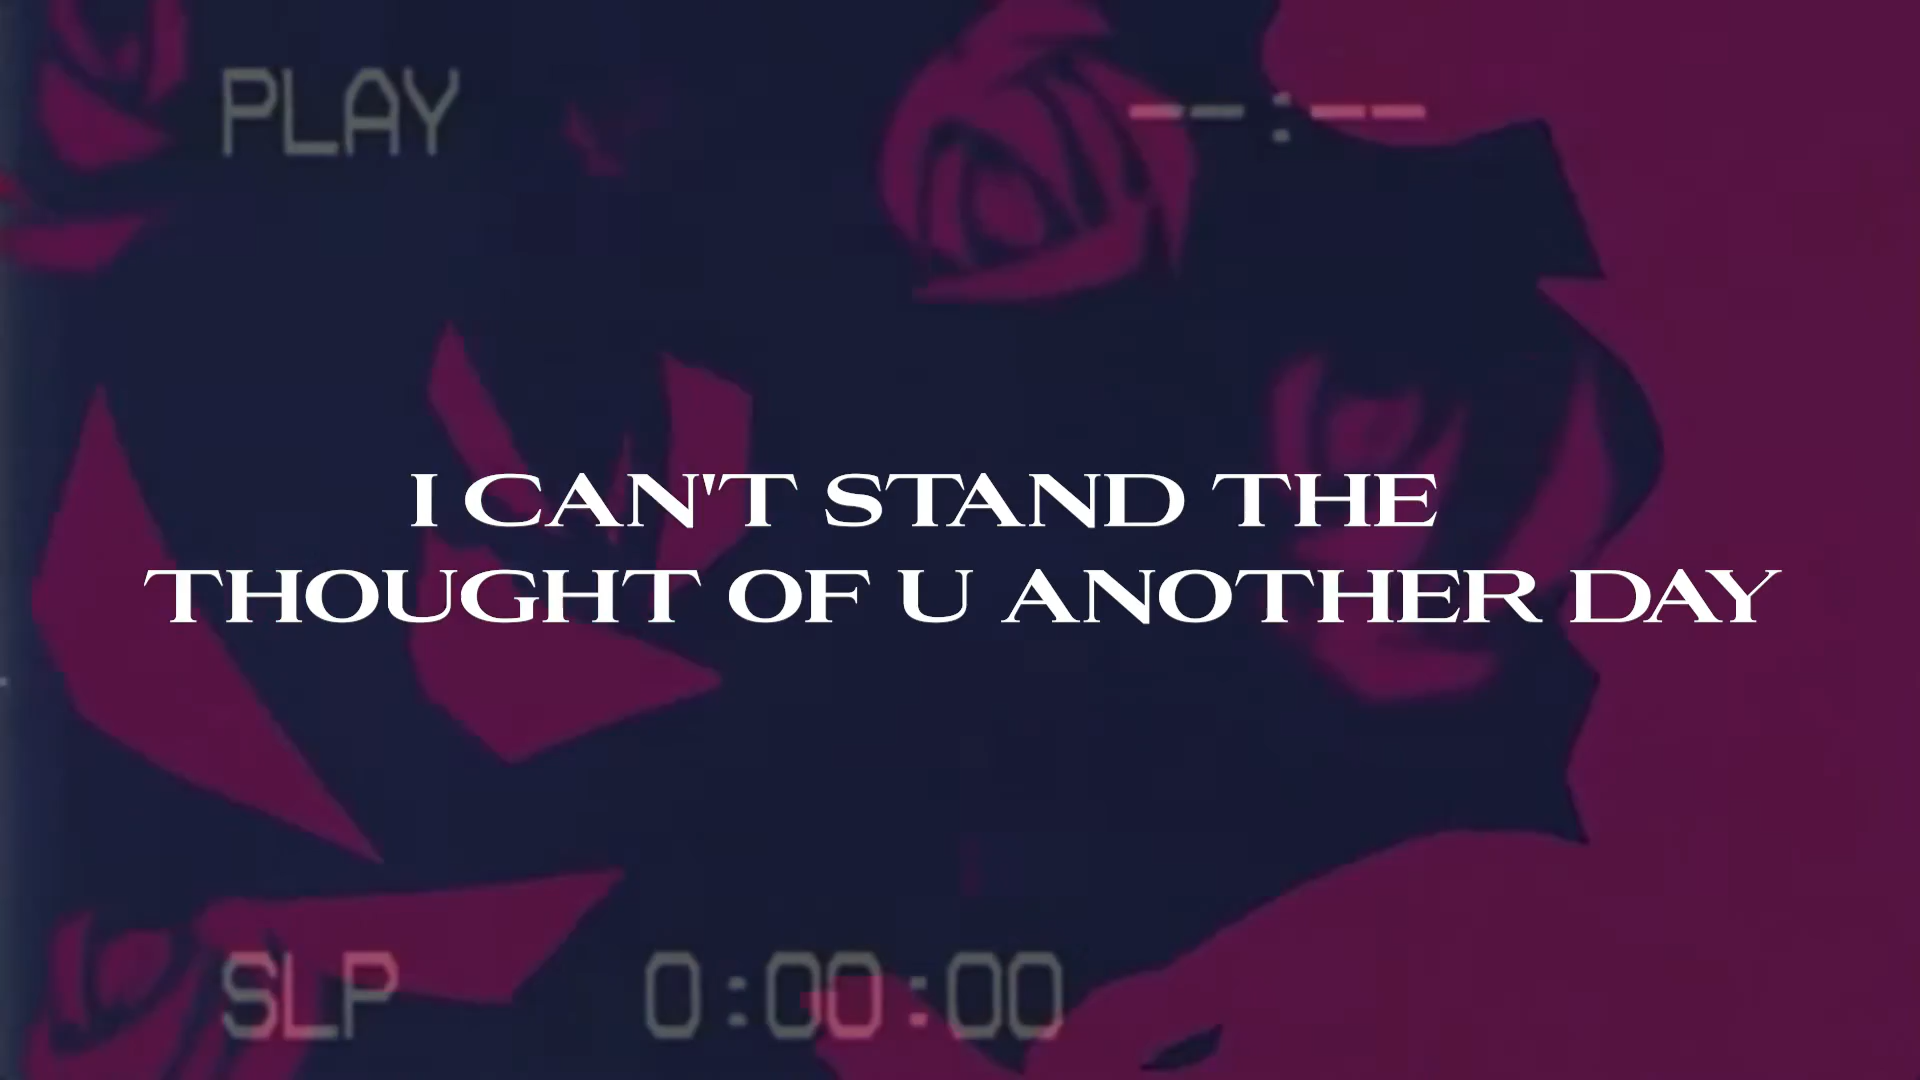 PLAY
--:--
I CAN'T STAND THE
THOUGHT OF U ANOTHER DAY
SLP 0:00:00